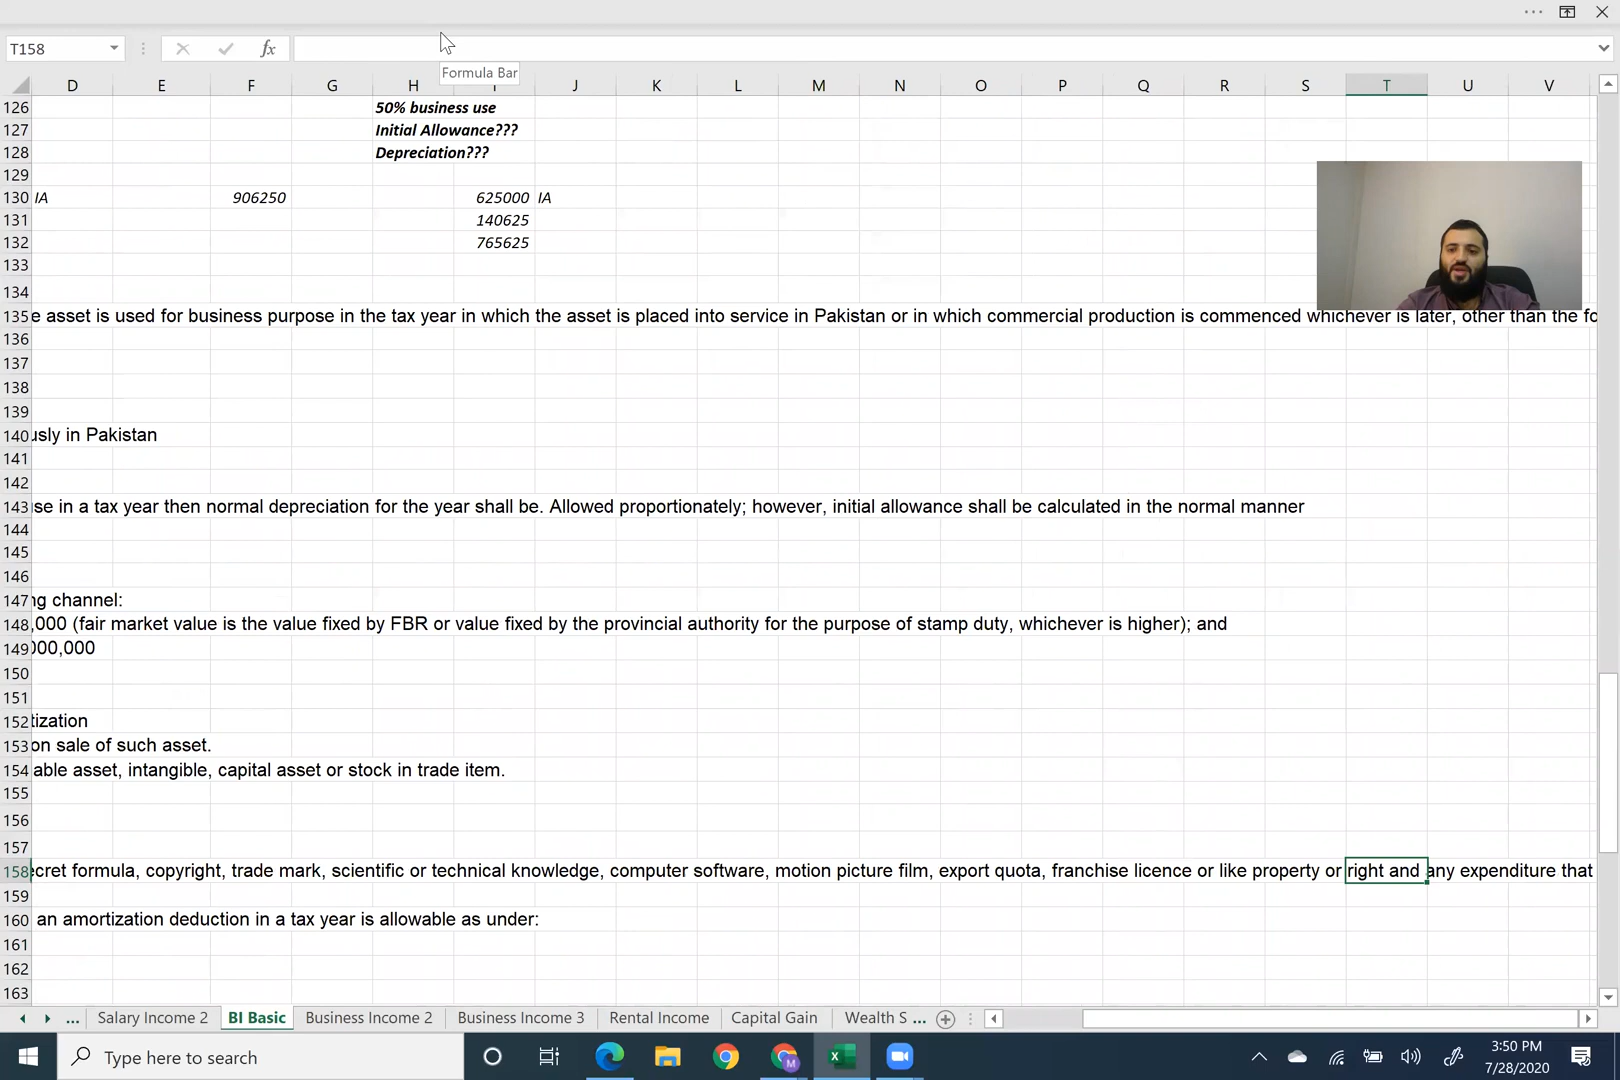 T158
fx
Formula Bar
D E F G H I J K L M N O P Q R S T U V
126 50% business use
127 Initial Allowance???
128 Depreciation???
129
130 IA 906250 625000 IA
131 140625
132 765625
133
134
135 e asset is used for business purpose in the tax year in which the asset is placed into service in Pakistan or in which commercial production is commenced whichever is later, other than the fo
136
137
138
139
140 usly in Pakistan
141
142
143 se in a tax year then normal depreciation for the year shall be. Allowed proportionately; however, initial allowance shall be calculated in the normal manner
144
145
146
147 ng channel:
148 ,000 (fair market value is the value fixed by FBR or value fixed by the provincial authority for the purpose of stamp duty, whichever is higher); and
149 000,000
150
151
152 tization
153 on sale of such asset.
154 able asset, intangible, capital asset or stock in trade item.
155
156
157
158 ecret formula, copyright, trade mark, scientific or technical knowledge, computer software, motion picture film, export quota, franchise licence or like property or right and any expenditure that
159
160 an amortization deduction in a tax year is allowable as under:
161
162
163
... Salary Income 2 BI Basic Business Income 2 Business Income 3 Rental Income Capital Gain Wealth S ...
Type here to search
3:50 PM
7/28/2020